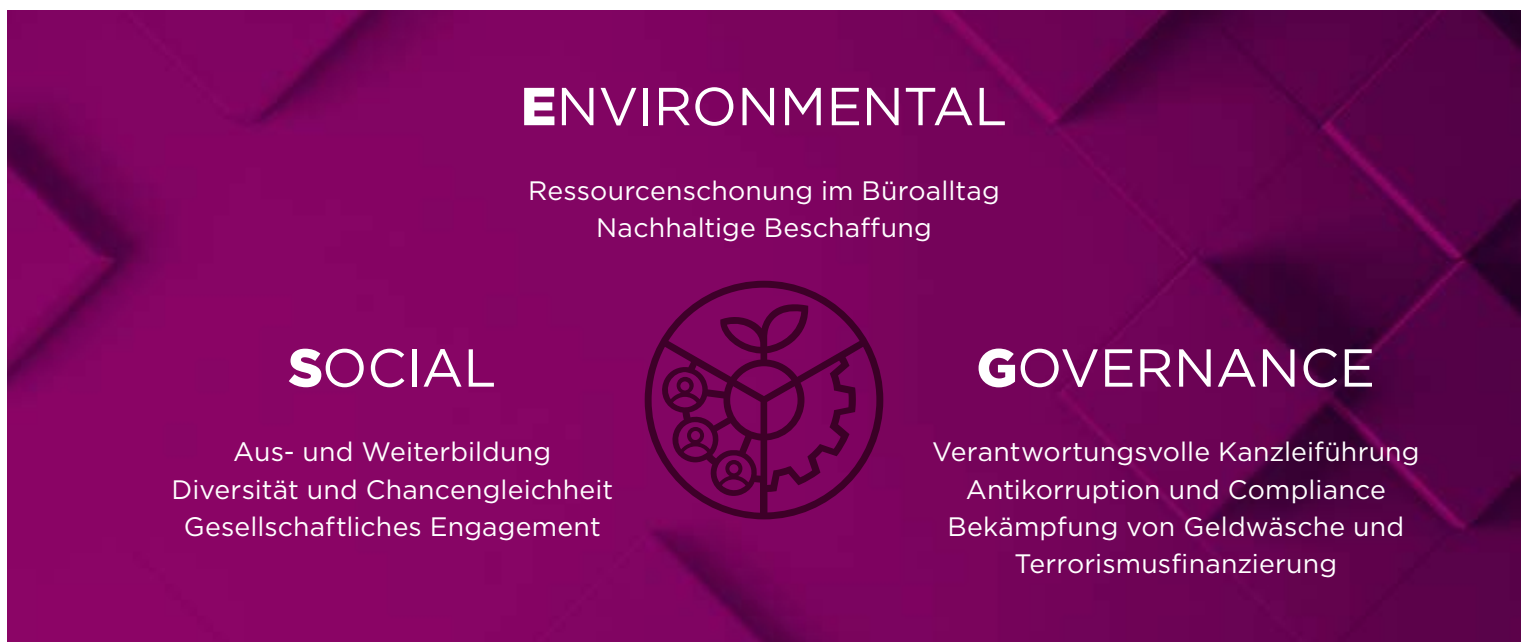 ENVIRONMENTAL
Ressourcenschonung im Büroalltag
Nachhaltige Beschaffung
SOCIAL
Aus- und Weiterbildung
Diversität und Chancengleichheit
Gesellschaftliches Engagement
GOVERNANCE
Verantwortungsvolle Kanzleiführung
Antikorruption und Compliance
Bekämpfung von Geldwäsche und
Terrorismusfinanzierung